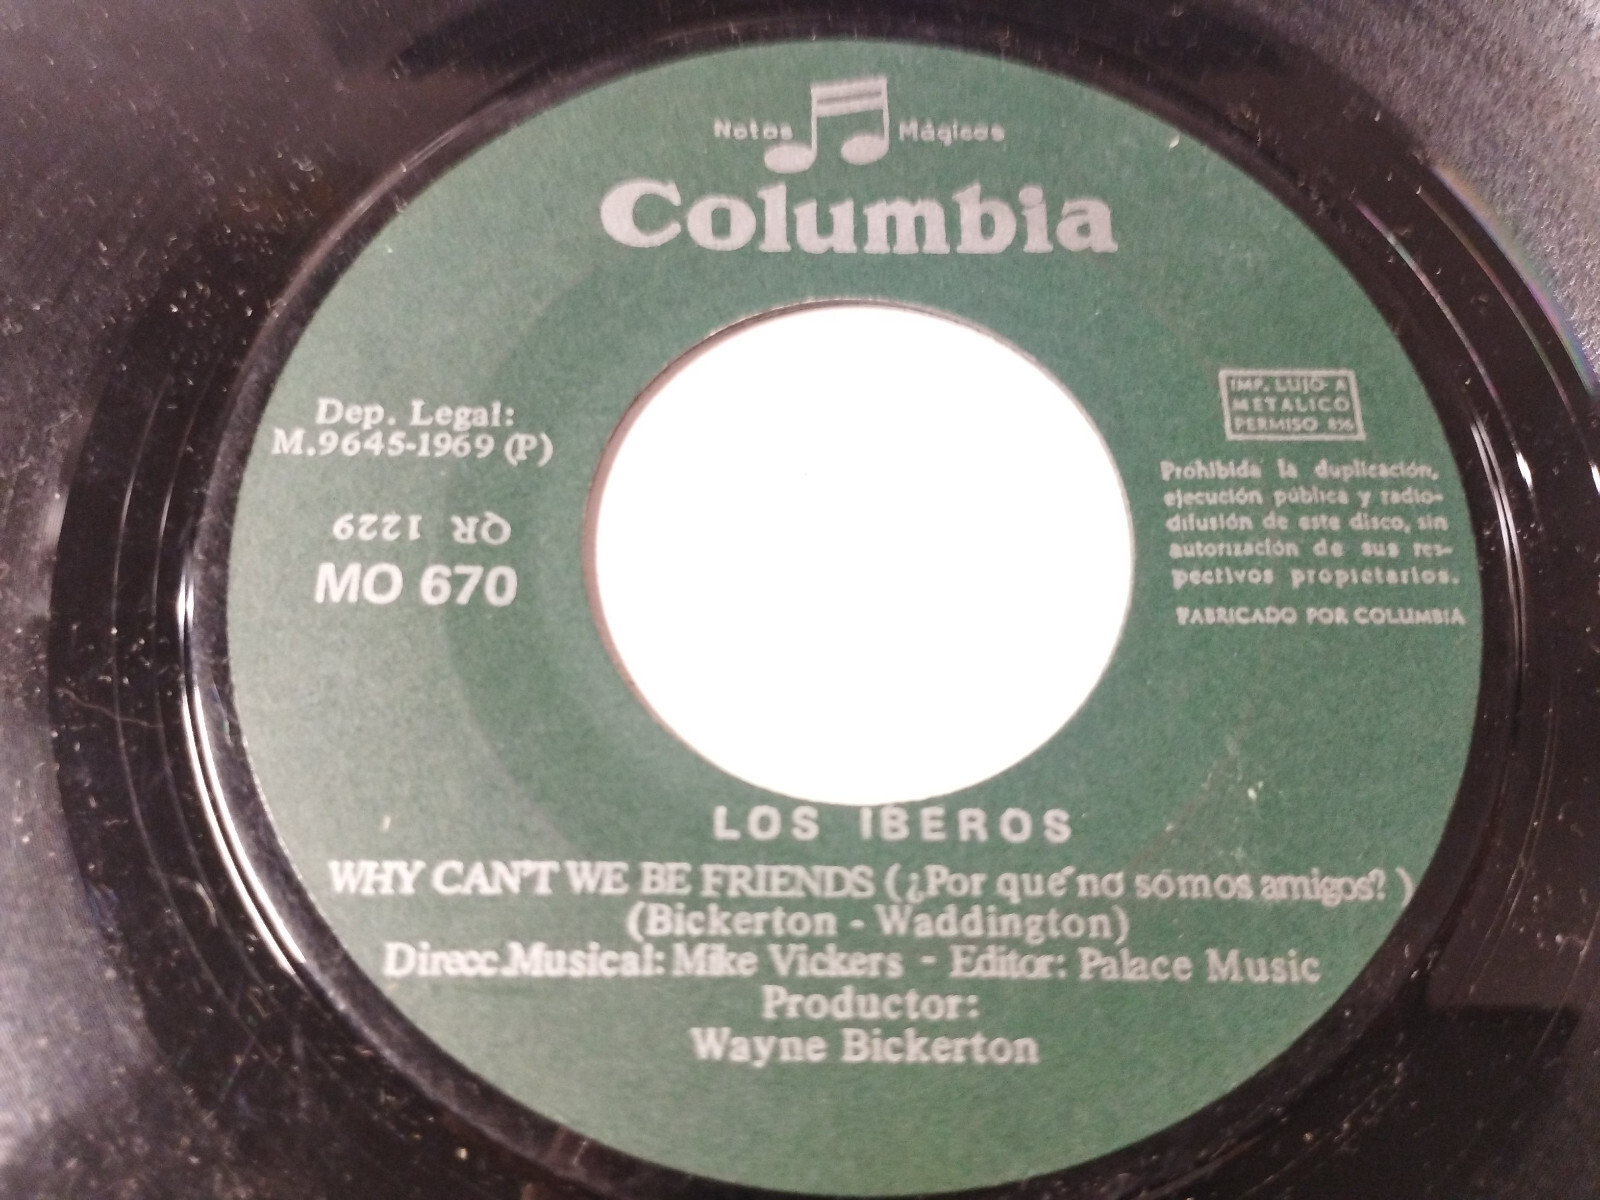 Notas Mágicas
Columbia
IMP. LUJO A
METALICO
PERMISO 836
Dep. Legal:
M.9645-1969 (P)
QR 1229
MO 670
Prohibida la duplicación,
ejecución pública y radio-
difusión de este disco, sin
autorización de sus res-
pectivos propietarios.
FABRICADO POR COLUMBIA
LOS IBEROS
WHY CAN'T WE BE FRIENDS (¿Por qué no somos amigos?)
(Bickerton - Waddington)
Direcc.Musical: Mike Vickers - Editor: Palace Music
Productor:
Wayne Bickerton